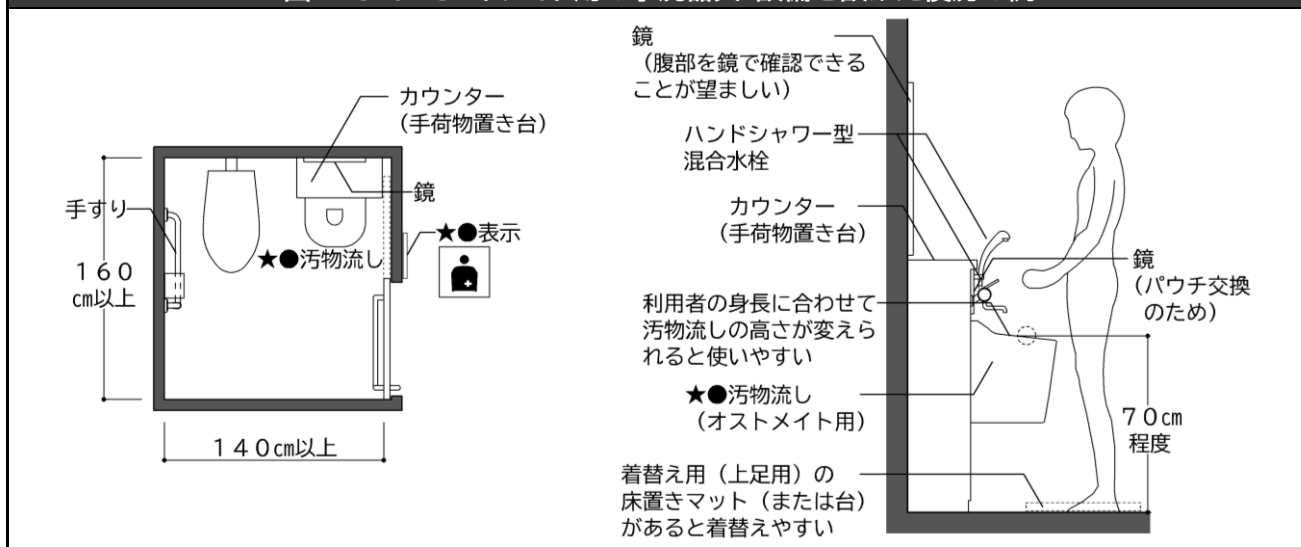 カウンター
(手荷物置き台)
鏡
手すり
★●汚物流し
★●表示
160
㎝以上
140㎝以上
鏡
(腹部を鏡で確認できる
ことが望ましい)
ハンドシャワー型
混合水栓
カウンター
(手荷物置き台)
利用者の身長に合わせて
汚物流しの高さが変えら
れると使いやすい
★●汚物流し
(オストメイト用)
着替え用(上足用)の
床置きマット(または台)
があると着替えやすい
鏡
(パウチ交換
のため)
70㎝
程度